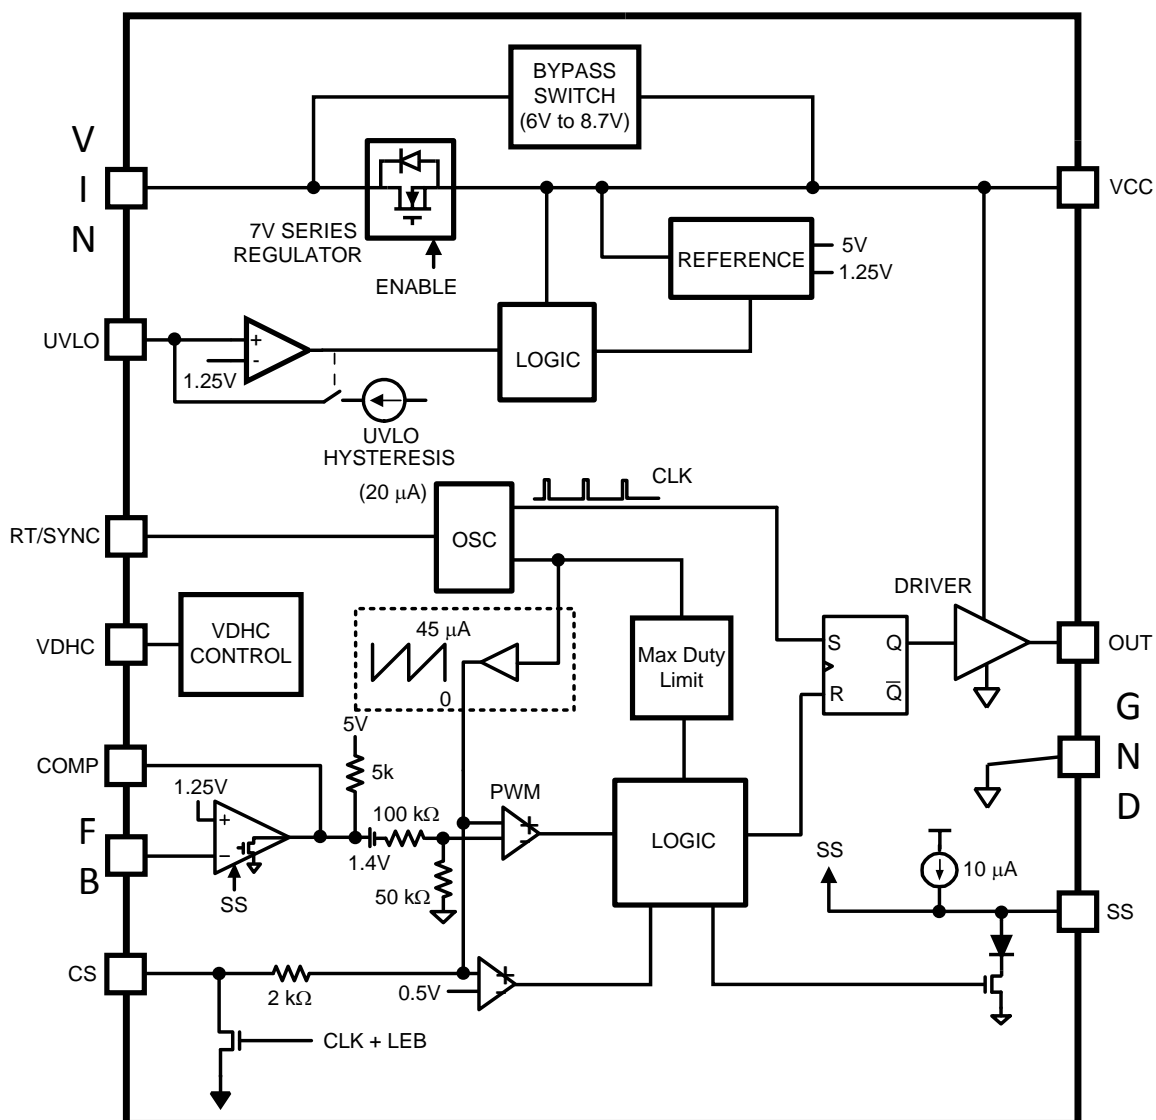 BYPASS
SWITCH
(6V to 8.7V)
V
I
N
VCC
7V SERIES
REGULATOR
ENABLE
REFERENCE
5V
1.25V
UVLO
+
-
1.25V
LOGIC
UVLO
HYSTERESIS
(20 μA)
CLK
RT/SYNC
OSC
DRIVER
VDHC
VDHC
CONTROL
45 μA
0
Max Duty
Limit
S
Q
R
Q̅
OUT
G
N
D
5V
5k
COMP
1.25V
+
−
F
B
SS
1.4V
100 kΩ
50 kΩ
PWM
LOGIC
SS
10 μA
SS
CS
2 kΩ
0.5V
CLK + LEB